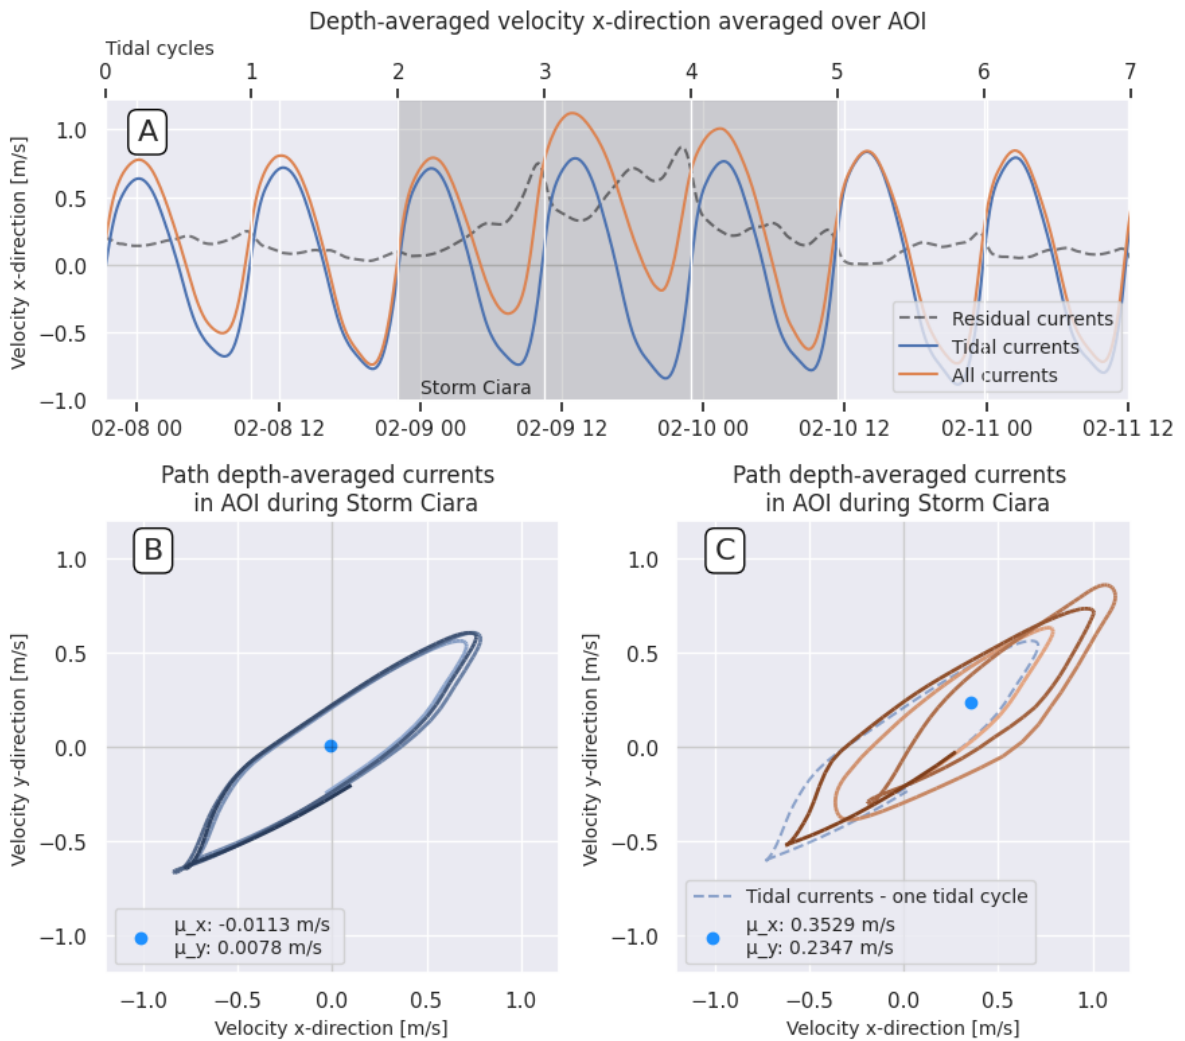 Depth-averaged velocity x-direction averaged over AOI
Tidal cycles
0 1 2 3 4 5 6 7
A
Velocity x-direction [m/s]
1.0
0.5
0.0
−0.5
−1.0
Storm Ciara
Residual currents
Tidal currents
All currents
02-08 00 02-08 12 02-09 00 02-09 12 02-10 00 02-10 12 02-11 00 02-11 12
Path depth-averaged currents
in AOI during Storm Ciara
B
Velocity y-direction [m/s]
1.0
0.5
0.0
−0.5
−1.0
μ_x: -0.0113 m/s
μ_y: 0.0078 m/s
−1.0 −0.5 0.0 0.5 1.0
Velocity x-direction [m/s]
Path depth-averaged currents
in AOI during Storm Ciara
C
Velocity y-direction [m/s]
1.0
0.5
0.0
−0.5
−1.0
Tidal currents - one tidal cycle
μ_x: 0.3529 m/s
μ_y: 0.2347 m/s
−1.0 −0.5 0.0 0.5 1.0
Velocity x-direction [m/s]